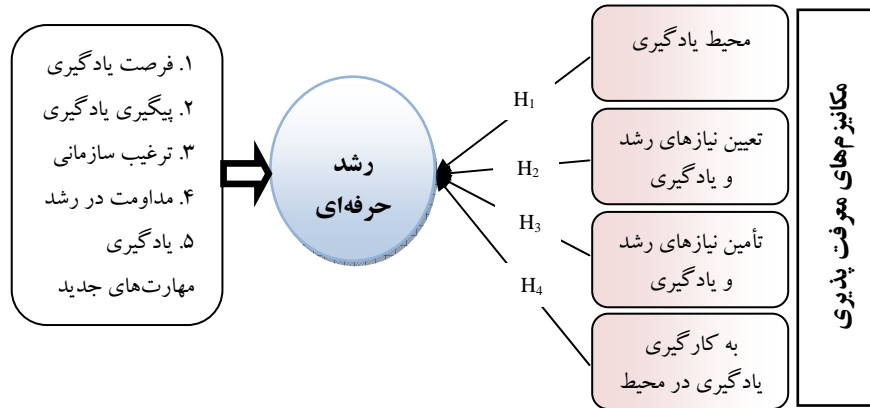 مکانیزم‌های معرفت پذیری
محیط یادگیری
تعیین نیازهای رشد
و یادگیری
تأمین نیازهای رشد
و یادگیری
به کارگیری
یادگیری در محیط
H1
H2
H3
H4
رشد
حرفه‌ای
۱. فرصت یادگیری
۲. پیگیری یادگیری
۳. ترغیب سازمانی
۴. مداومت در رشد
۵. یادگیری
مهارت‌های جدید